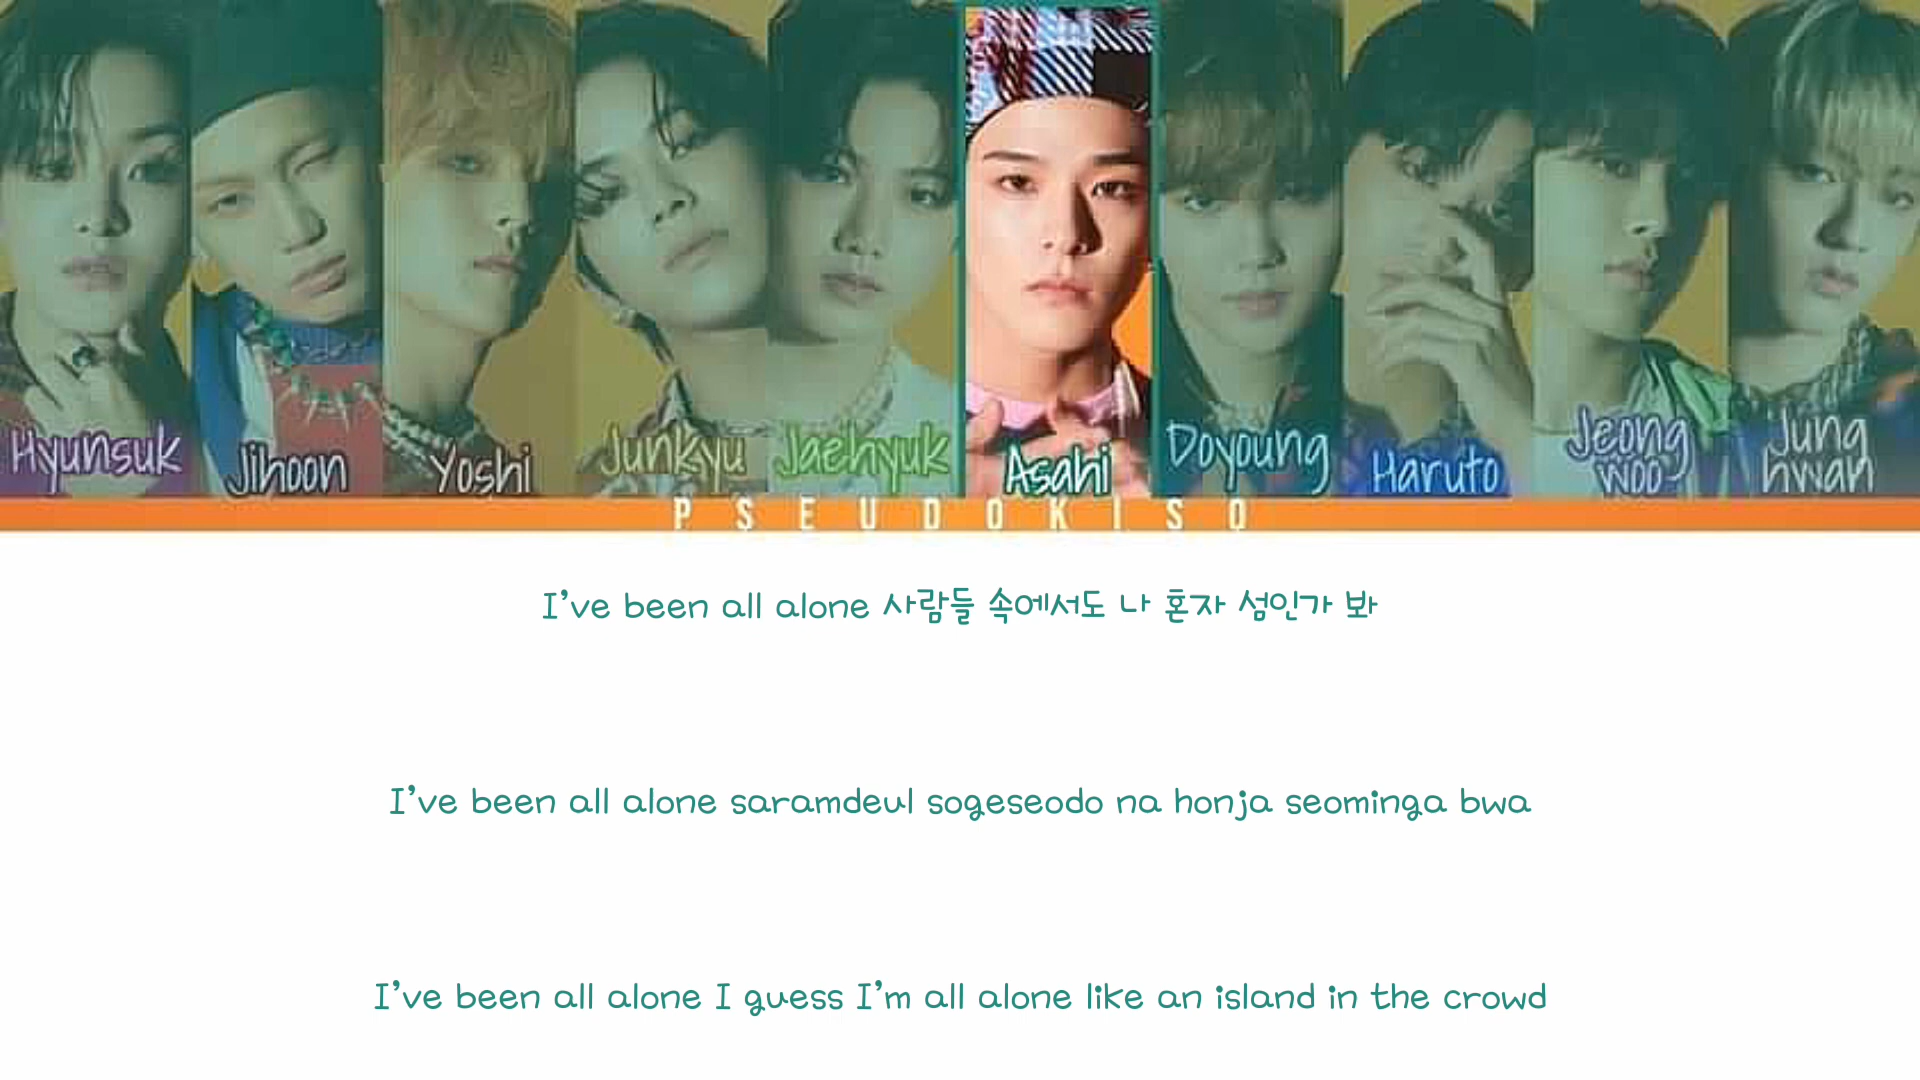 Hyunsuk
Jihoon
Yoshi
Junkyu
Jaehyuk
Asahi
Doyoung
Haruto
Jeong
woo
Jung
hwan
PSEUDOKISO
I've been all alone 사람들 속에서도 나 혼자 섬인가 봐
I've been all alone saramdeul sogeseodo na honja seominga bwa
I've been all alone I guess I'm all alone like an island in the crowd